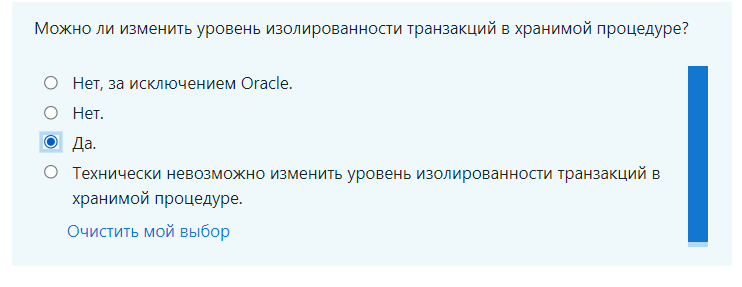 Можно ли изменить уровень изолированности транзакций в хранимой процедуре?
Нет, за исключением Oracle.
Нет.
Да.
Технически невозможно изменить уровень изолированности транзакций в
хранимой процедуре.
Очистить мой выбор